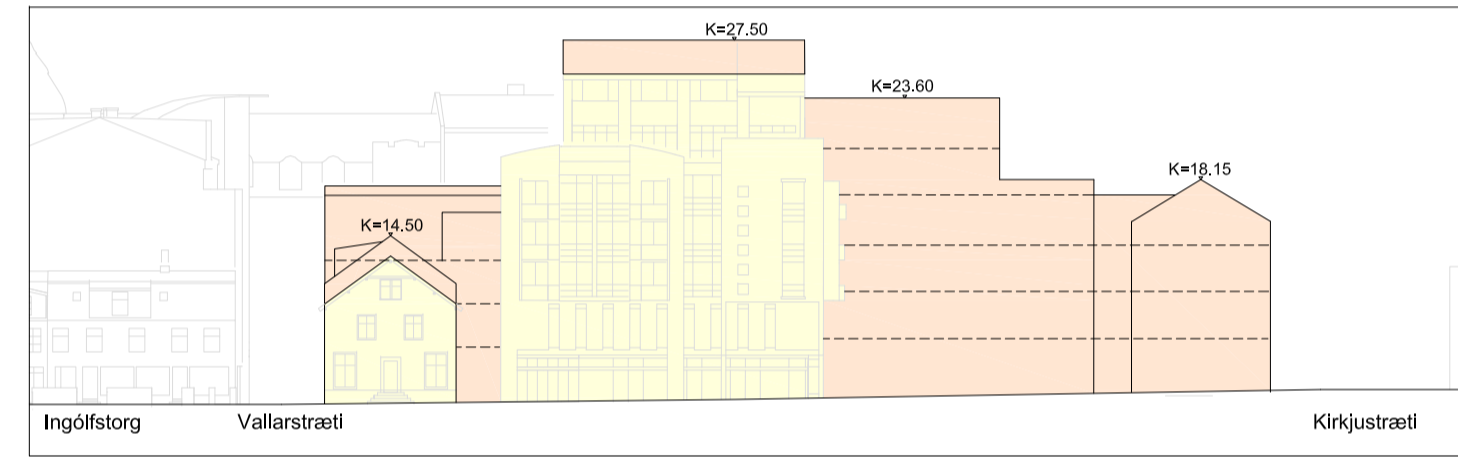 K=27.50
K=23.60
K=18.15
K=14.50
Ingólfstorg
Vallarstræti
Kirkjustræti